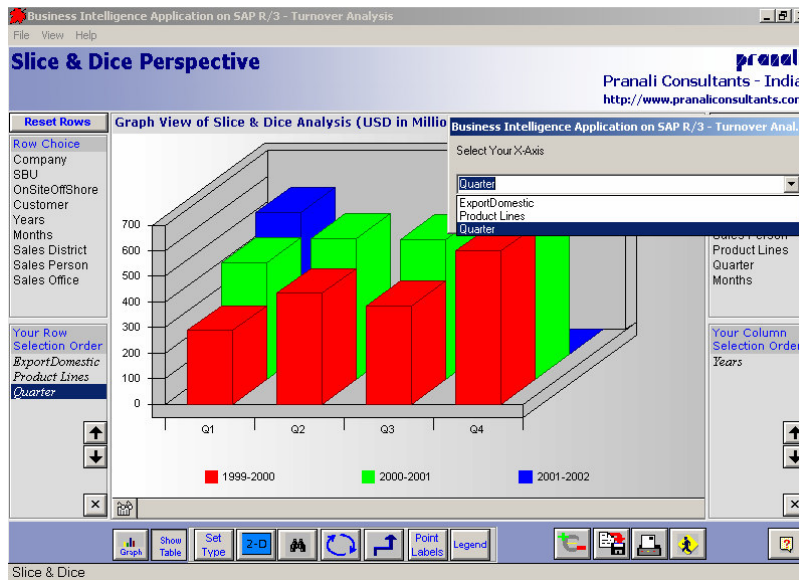 Business Intelligence Application on SAP R/3 - Turnover Analysis
File View Help
Slice & Dice Perspective
pranali
Pranali Consultants - India
http://www.pranaliconsultants.com
Reset Rows
Graph View of Slice & Dice Analysis (USD in Millio
Business Intelligence Application on SAP R/3 - Turnover Anal...
Select Your X-Axis
Quarter
ExportDomestic
Product Lines
Quarter
Row Choice
Company
SBU
OnSiteOffShore
Customer
Years
Months
Sales District
Sales Person
Sales Office
Sales Person
Product Lines
Quarter
Months
700
600
500
400
300
200
100
0
Q1 Q2 Q3 Q4
1999-2000 2000-2001 2001-2002
Your Row
Selection Order
ExportDomestic
Product Lines
Quarter
Your Column
Selection Order
Years
Graph
Show
Table
Set
Type
2-D
Point
Labels
Legend
Slice & Dice